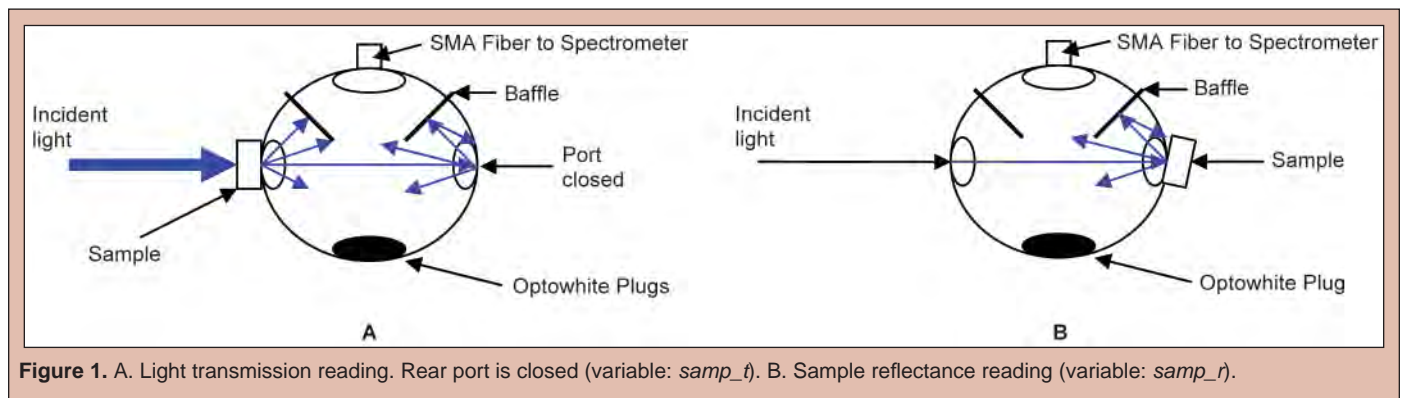 SMA Fiber to Spectrometer
Baffle
Incident
light
Port
closed
Sample
Optowhite Plugs
A
SMA Fiber to Spectrometer
Baffle
Incident
light
Sample
Optowhite Plug
B
Figure 1. A. Light transmission reading. Rear port is closed (variable: samp_t). B. Sample reflectance reading (variable: samp_r).